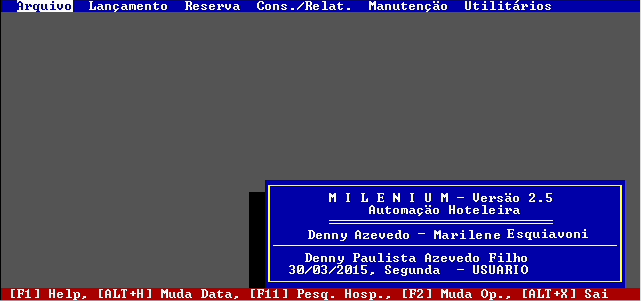 Arquivo Lançamento Reserva Cons./Relat. Manutenção Utilitários
M I L E N I U M - Versão 2.5
Automação Hoteleira
Denny Azevedo - Marilene Esquiavoni
Denny Paulista Azevedo Filho
30/03/2015, Segunda - USUARIO
[F1] Help, [ALT+H] Muda Data, [F11] Pesq. Hosp., [F2] Muda Op., [ALT+X] Sai